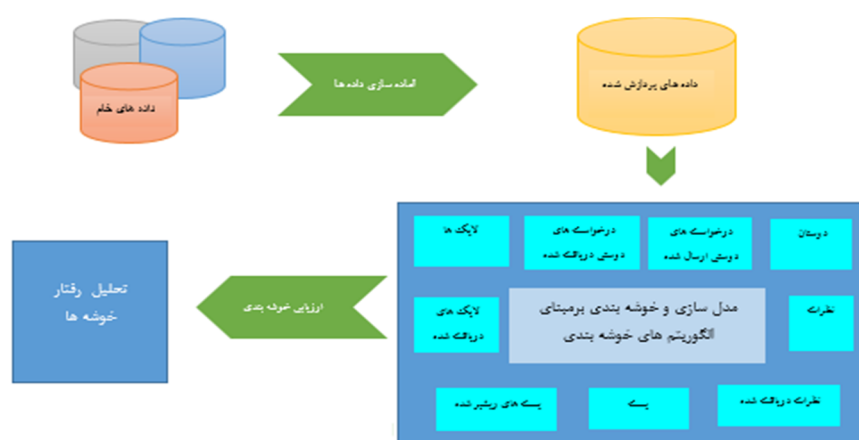 داده های خام
آماده سازی داده ها
داده های پردازش شده
دوستان
درخواست های
دوستی ارسال شده
درخواست های
دوستی دریافت شده
لایک ها
نظرات
مدل سازی و خوشه بندی برمبنای
الگوریتم های خوشه بندی
لایک های
دریافت شده
نظرات دریافت شده
پست
پست های ریشیر شده
ارزیابی خوشه بندی
تحلیل رفتار
خوشه ها